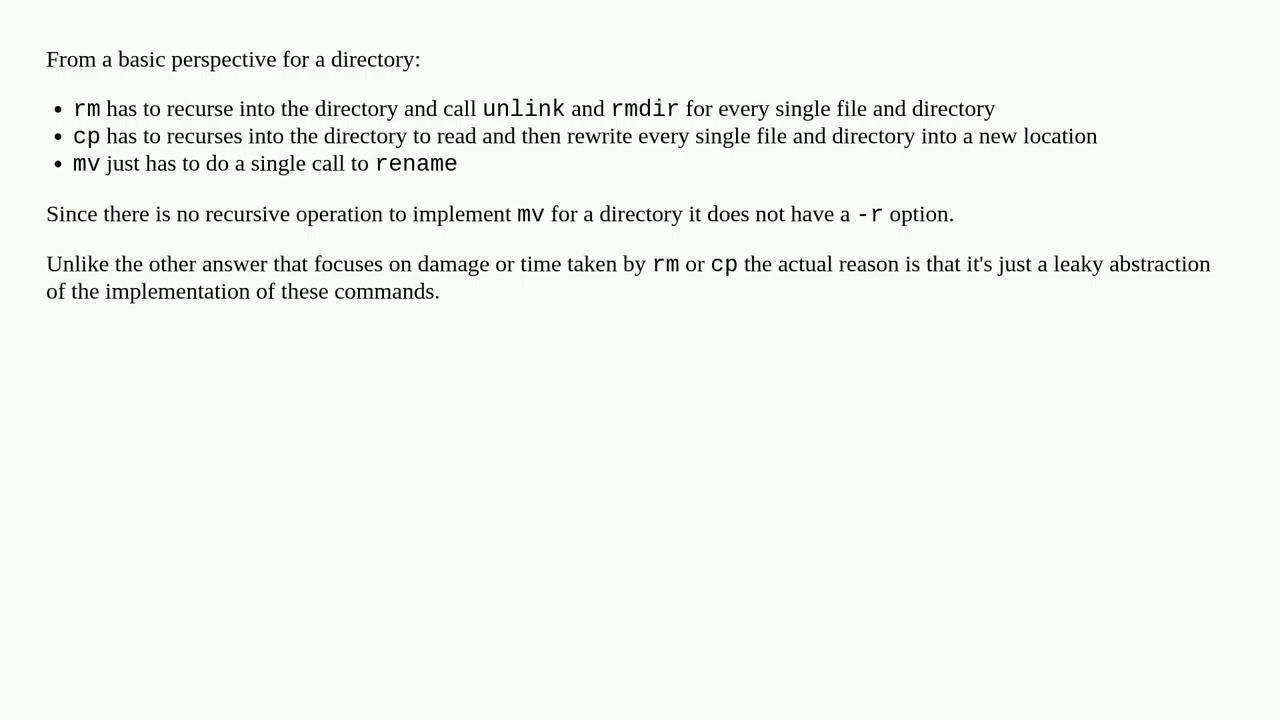 From a basic perspective for a directory:
• rm has to recurse into the directory and call unlink and rmdir for every single file and directory
• cp has to recurses into the directory to read and then rewrite every single file and directory into a new location
• mv just has to do a single call to rename
Since there is no recursive operation to implement mv for a directory it does not have a -r option.
Unlike the other answer that focuses on damage or time taken by rm or cp the actual reason is that it's just a leaky abstraction
of the implementation of these commands.